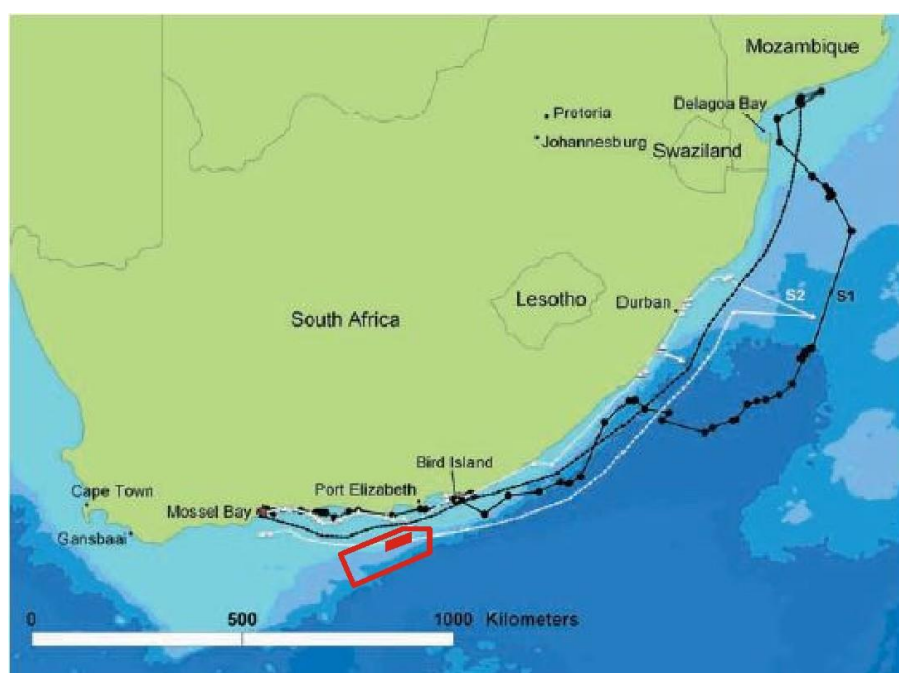 Mozambique
Delagoa Bay
Pretoria
Johannesburg
Swaziland
S2
S1
Lesotho
Durban
South Africa
Bird Island
Port Elizabeth
Cape Town
Mossel Bay
Gansbaai
0 500 1000 Kilometers